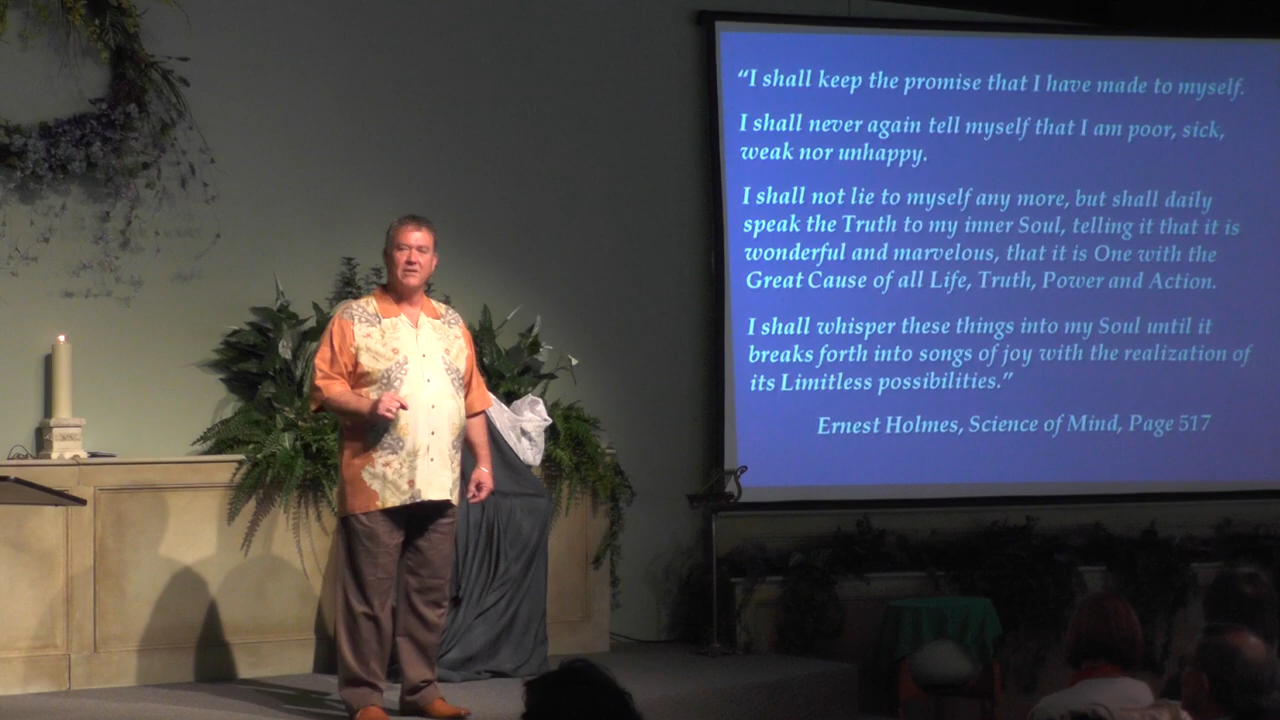 “I shall keep the promise that I have made to myself.
I shall never again tell myself that I am poor, sick,
weak nor unhappy.
I shall not lie to myself any more, but shall daily
speak the Truth to my inner Soul, telling it that it is
wonderful and marvelous, that it is One with the
Great Cause of all Life, Truth, Power and Action.
I shall whisper these things into my Soul until it
breaks forth into songs of joy with the realization of
its Limitless possibilities.”
Ernest Holmes, Science of Mind, Page 517